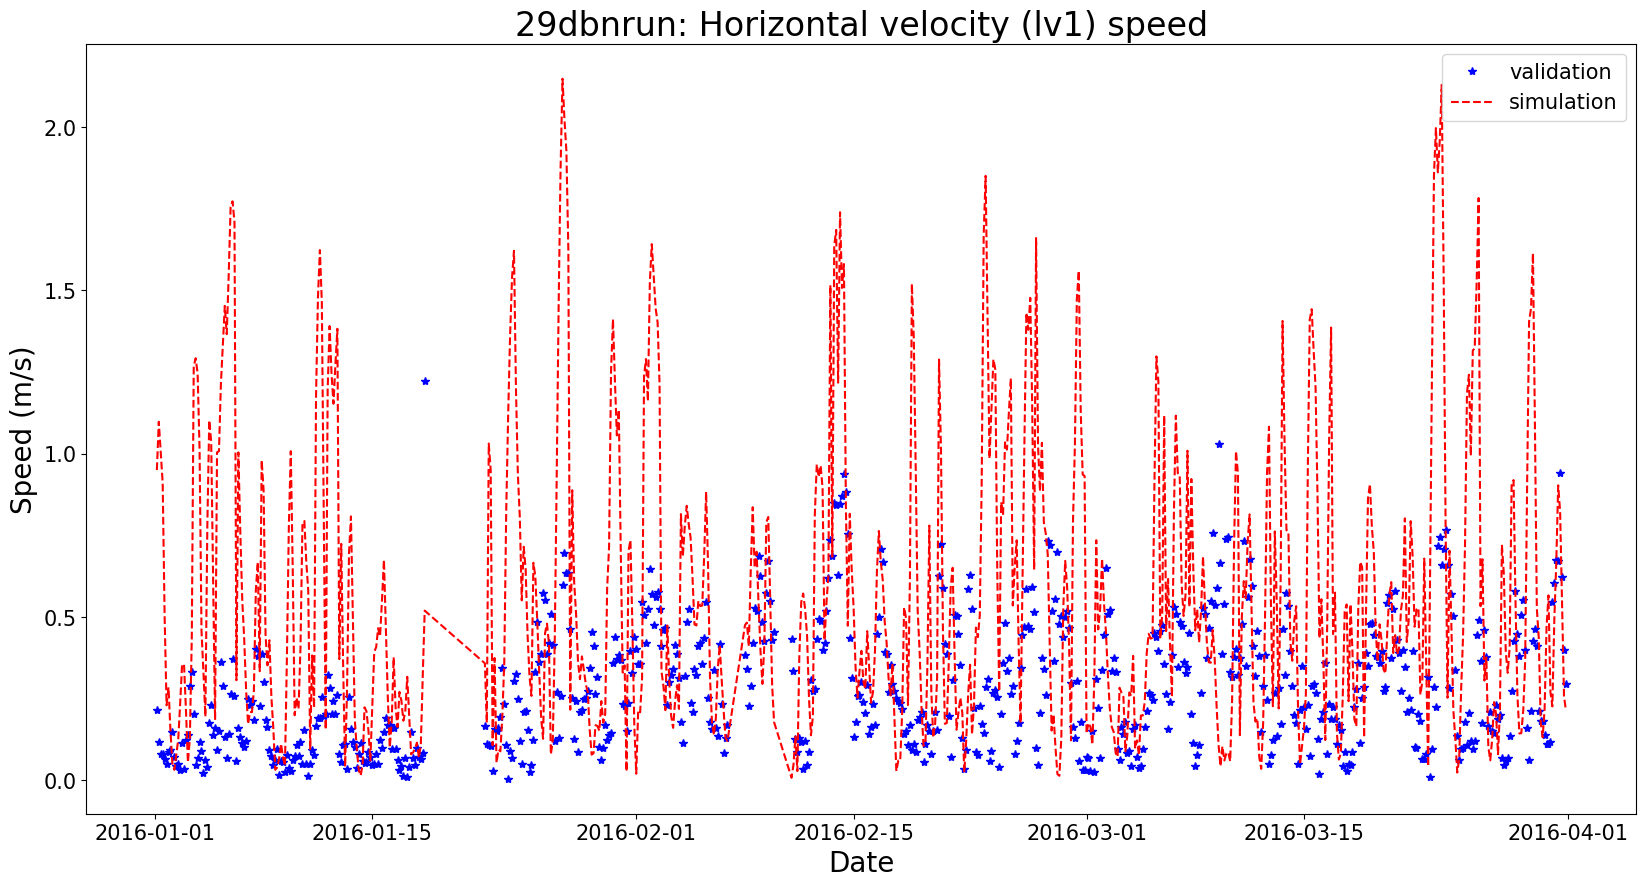 29dbnrun: Horizontal velocity (lv1) speed
validation
simulation
Speed (m/s)
2.0
1.5
1.0
0.5
0.0
2016-01-01
2016-01-15
2016-02-01
2016-02-15
2016-03-01
2016-03-15
2016-04-01
Date